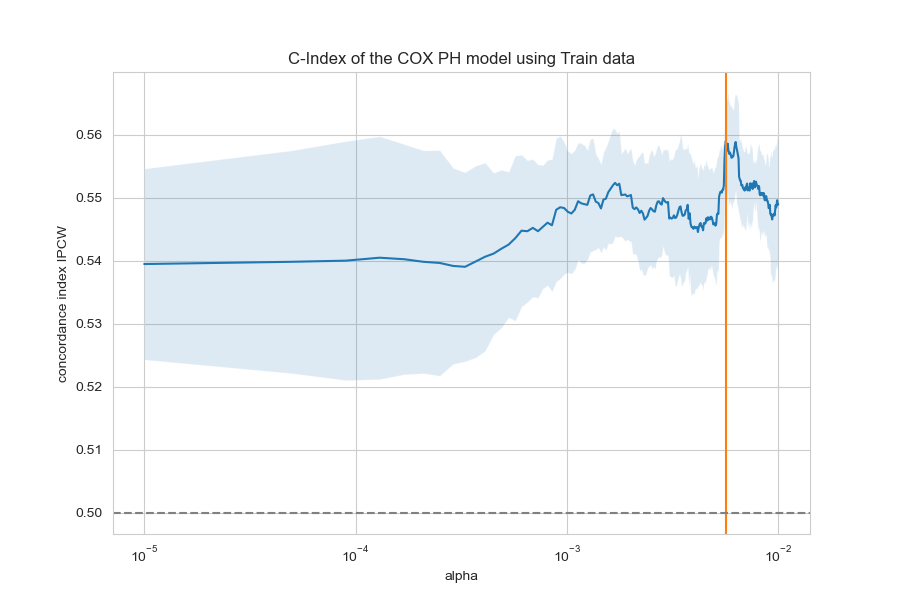 C-Index of the COX PH model using Train data
concordance index IPCW
0.56
0.55
0.54
0.53
0.52
0.51
0.50
10⁻⁵ 10⁻⁴ 10⁻³ 10⁻²
alpha